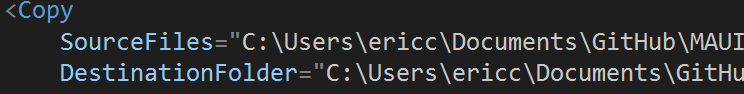 <Copy
SourceFiles="C:\Users\ericc\Documents\GitHub\MAUI
DestinationFolder="C:\Users\ericc\Documents\GitHu